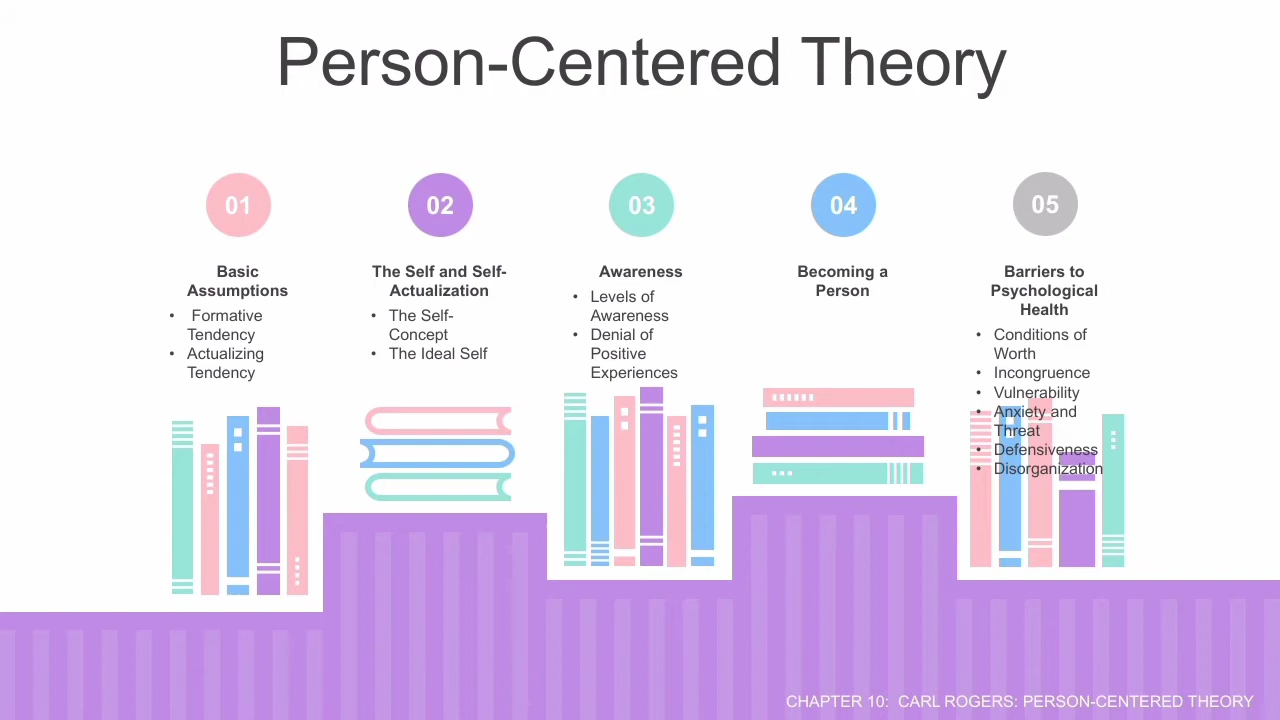 Person-Centered Theory
01
Basic
Assumptions
• Formative
Tendency
• Actualizing
Tendency
02
The Self and Self-
Actualization
• The Self-
Concept
• The Ideal Self
03
Awareness
• Levels of
Awareness
• Denial of
Positive
Experiences
04
Becoming a
Person
05
Barriers to
Psychological
Health
• Conditions of
Worth
• Incongruence
• Vulnerability
• Anxiety and
Threat
• Defensiveness
• Disorganization
CHAPTER 10: CARL ROGERS: PERSON-CENTERED THEORY